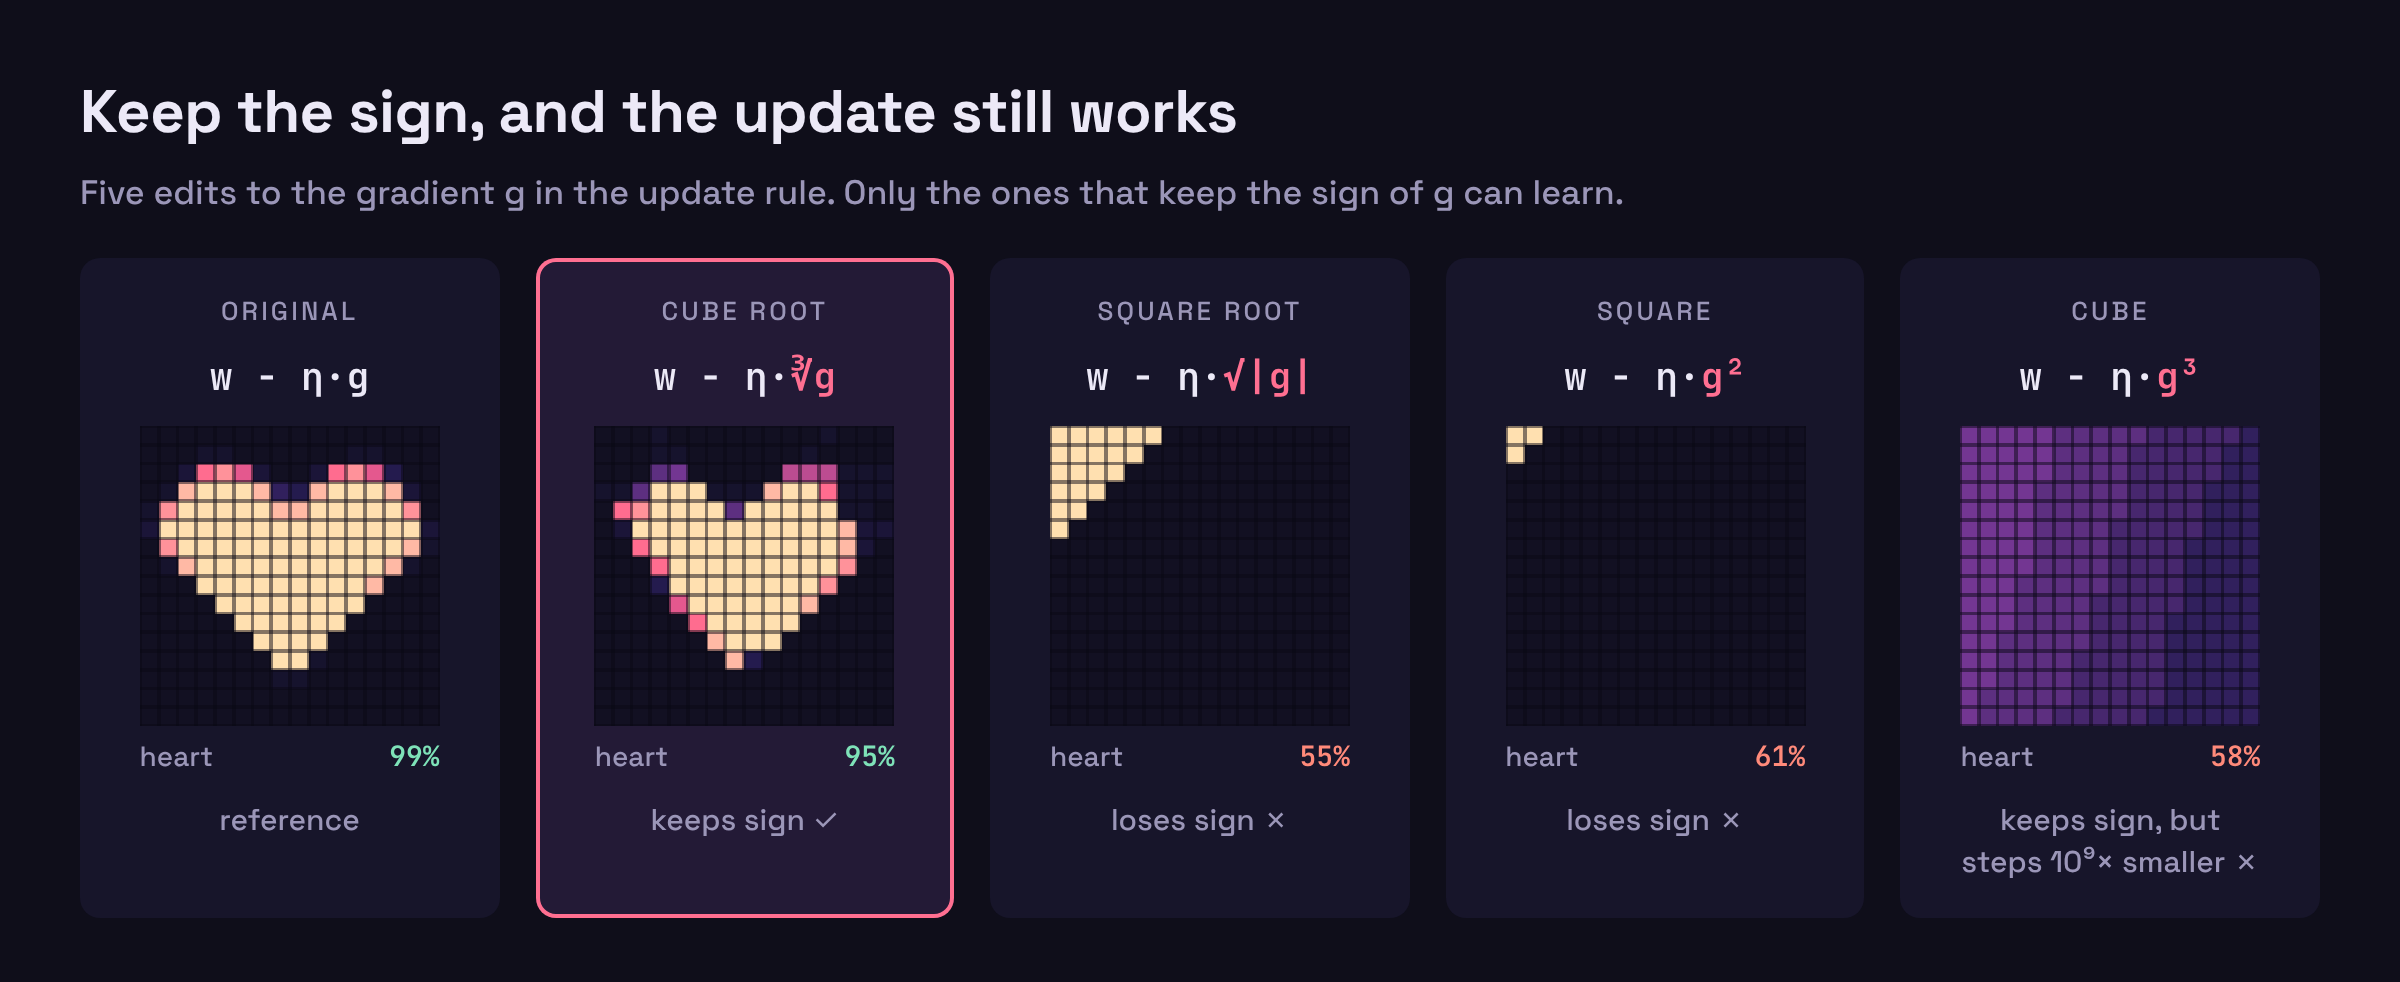 Keep the sign, and the update still works
Five edits to the gradient g in the update rule. Only the ones that keep the sign of g can learn.
ORIGINAL
w - η·g
heart 99%
reference
CUBE ROOT
w - η·∛g
heart 95%
keeps sign ✓
SQUARE ROOT
w - η·√|g|
heart 55%
loses sign ×
SQUARE
w - η·g²
heart 61%
loses sign ×
CUBE
w - η·g³
heart 58%
keeps sign, but
steps 10⁹× smaller ×